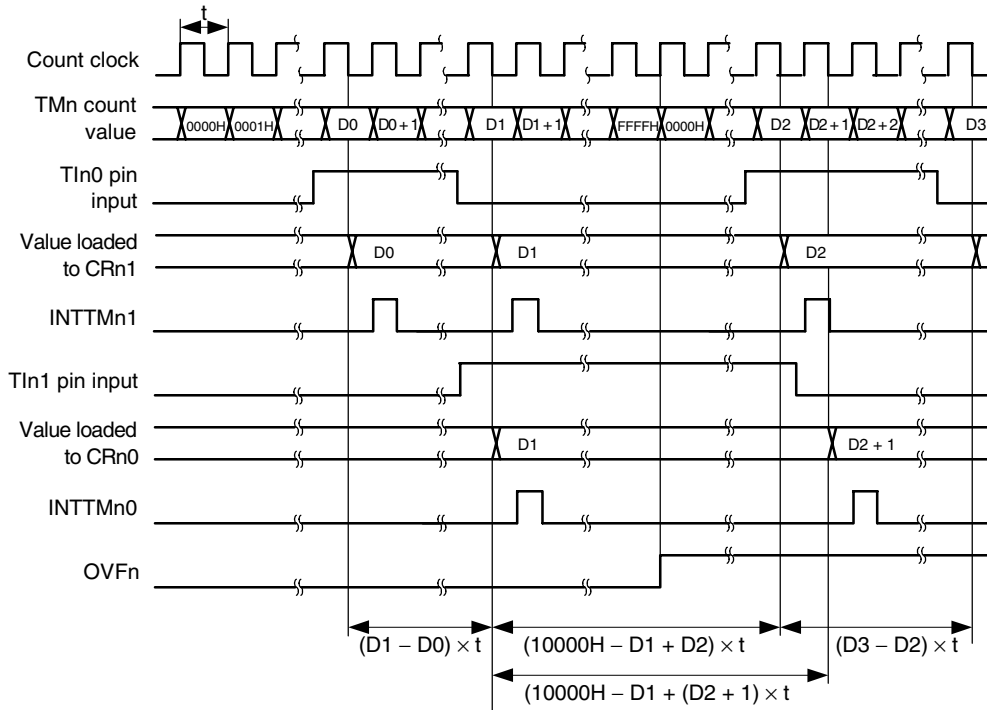 t
Count clock
TMn count
value
0000H 0001H D0 D0 + 1 D1 D1 + 1 FFFFH 0000H D2 D2 + 1 D2 + 2 D3
TIn0 pin
input
Value loaded
to CRn1
D0 D1 D2
INTTMn1
TIn1 pin input
Value loaded
to CRn0
D1 D2 + 1
INTTMn0
OVFn
(D1 – D0) × t (10000H – D1 + D2) × t (D3 – D2) × t
(10000H – D1 + (D2 + 1) × t